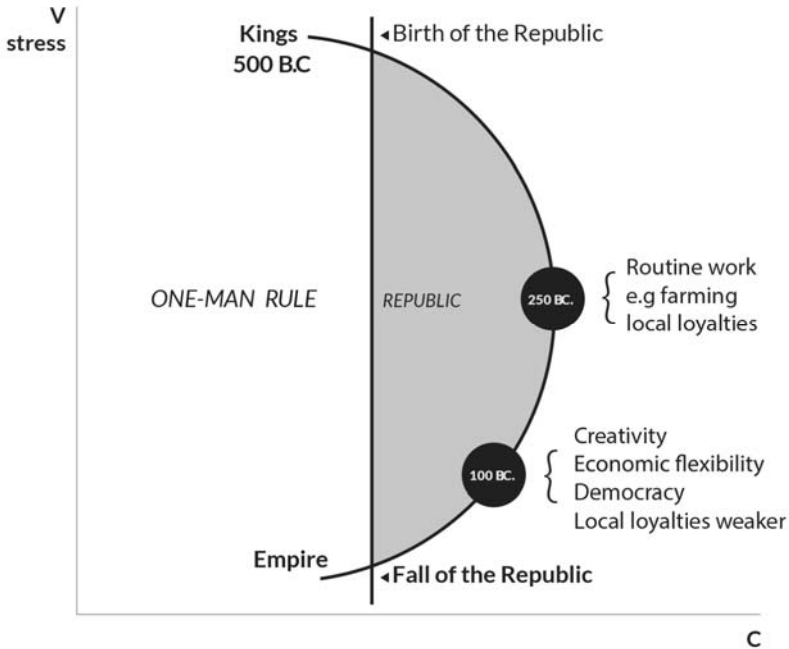 V
stress
Kings
500 B.C
◂Birth of the Republic
ONE-MAN RULE
REPUBLIC
250 BC.
Routine work
e.g farming
local loyalties
100 BC.
Creativity
Economic flexibility
Democracy
Local loyalties weaker
Empire
◂Fall of the Republic
C